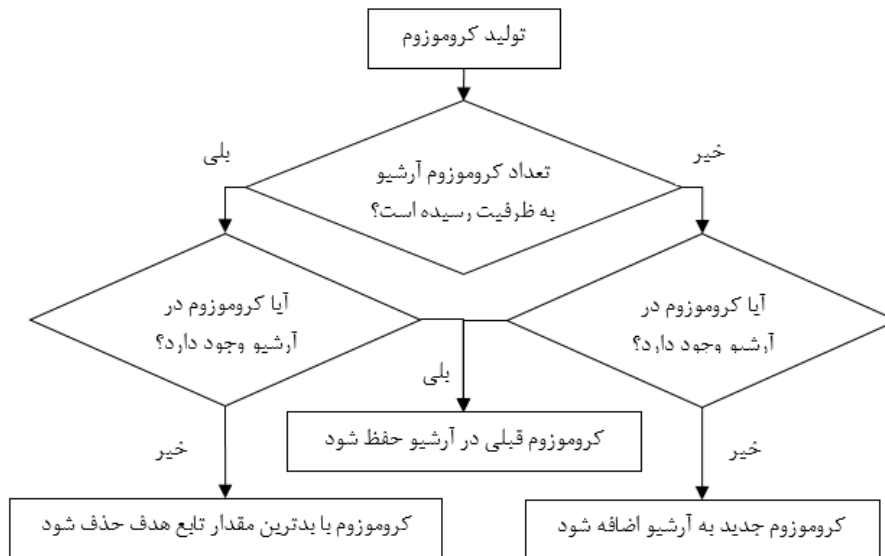 تولید کروموزوم
بلی
خیر
تعداد کروموزوم آرشیو
به ظرفیت رسیده است؟
آیا کروموزوم در
آرشیو وجود دارد؟
آیا کروموزوم در
آرشیو وجود دارد؟
بلی
کروموزوم قبلی در آرشیو حفظ شود
خیر
خیر
کروموزوم جدید به آرشیو اضافه شود
کروموزوم با بدترین مقدار تابع هدف حذف شود